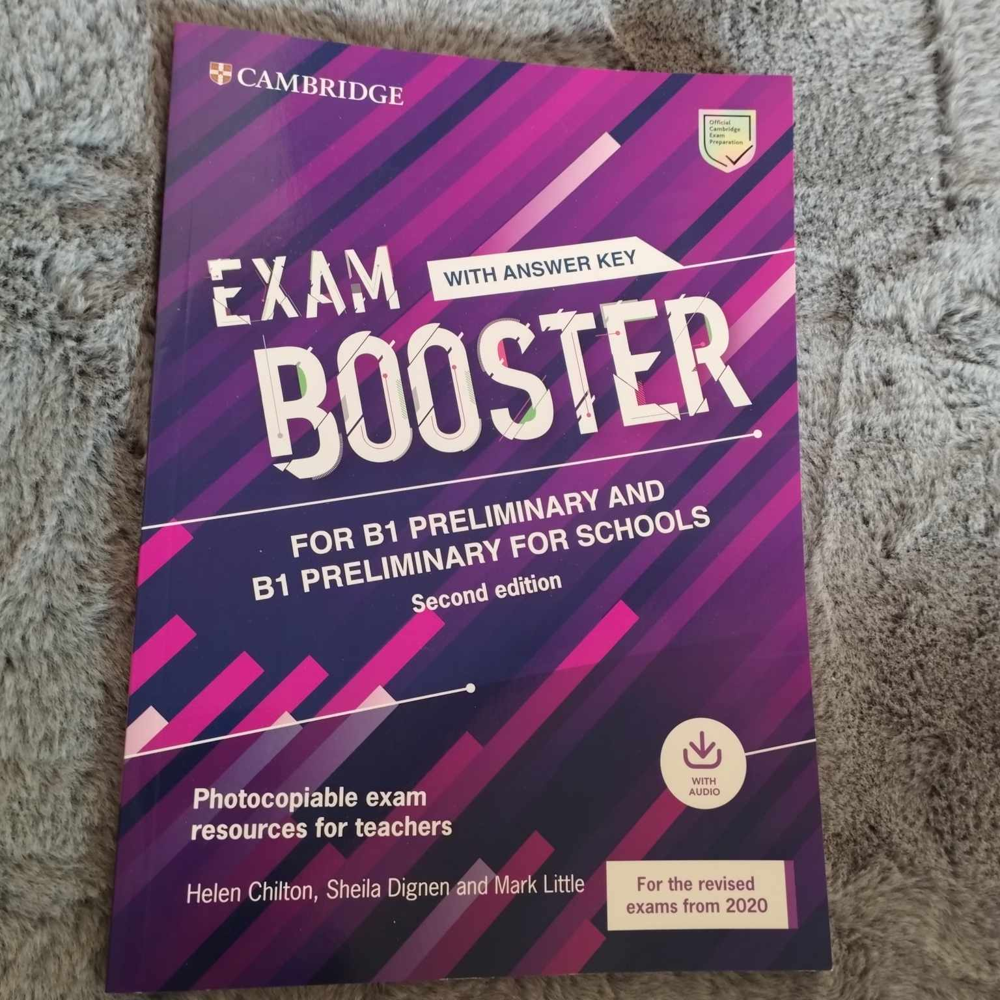 CAMBRIDGE
Official
Cambridge
Exam
Preparation
EXAM
WITH ANSWER KEY
BOOSTER
FOR B1 PRELIMINARY AND
B1 PRELIMINARY FOR SCHOOLS
Second edition
WITH
AUDIO
Photocopiable exam
resources for teachers
Helen Chilton, Sheila Dignen and Mark Little
For the revised
exams from 2020